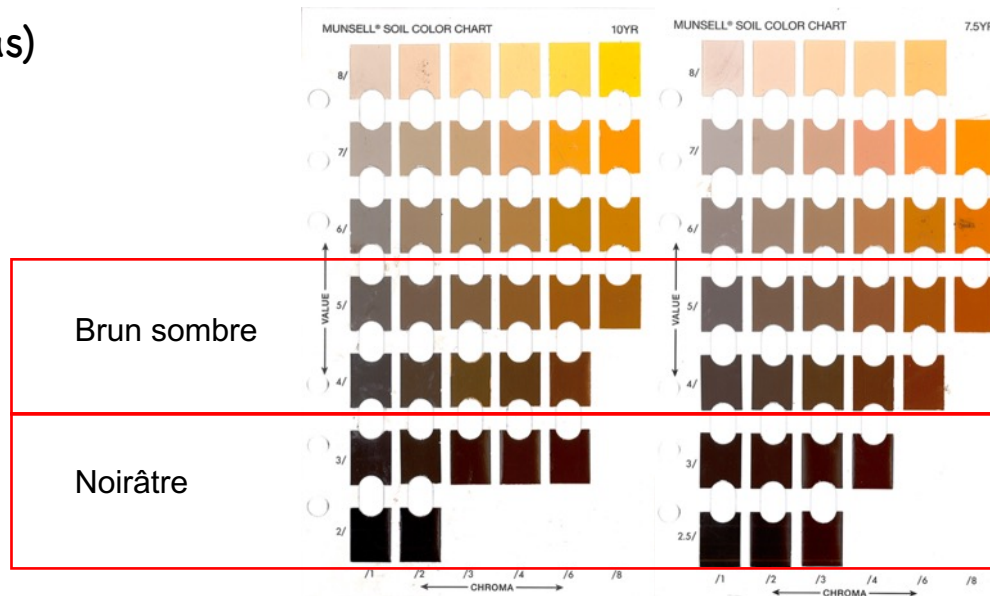 us)
MUNSELL® SOIL COLOR CHART 10YR
8/
7/
6/
5/
4/
3/
2/
VALUE
/1 /2 /3 /4 /6 /8
CHROMA
MUNSELL® SOIL COLOR CHART 7.5YR
8/
7/
6/
5/
4/
3/
2.5/
VALUE
/1 /2 /3 /4 /6 /8
CHROMA
Brun sombre
Noirâtre